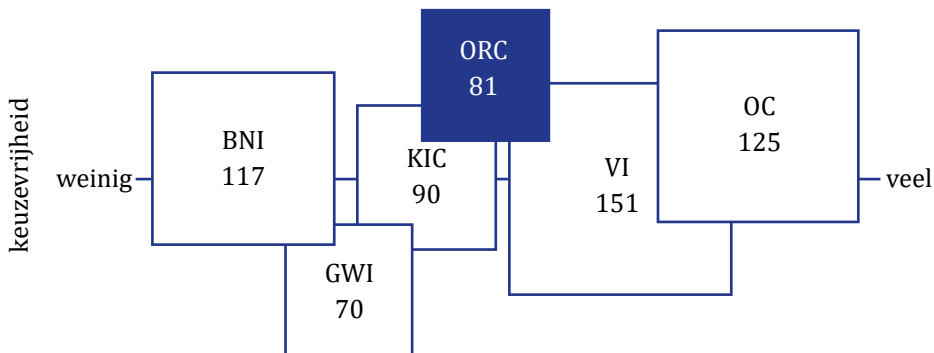 keuzevrijheid
weinig
BNI
117
GWI
70
KIC
90
ORC
81
VI
151
OC
125
veel